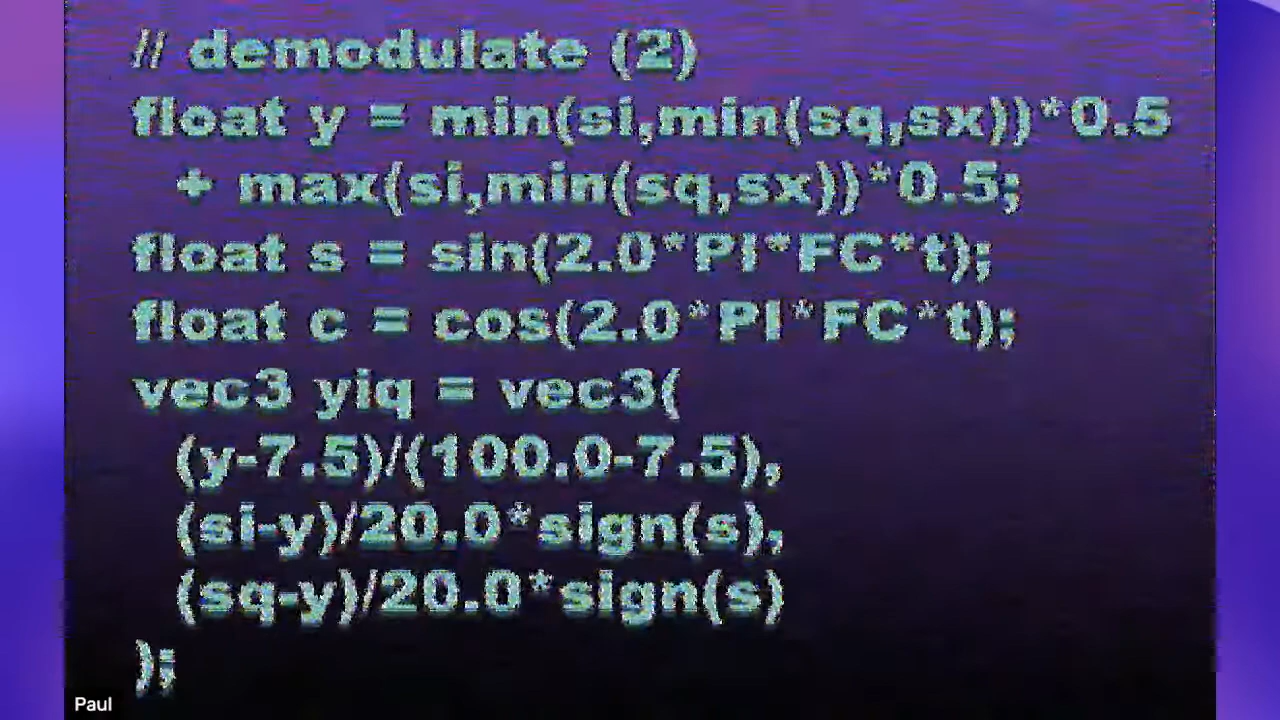 // demodulate (2)
float y = min(si,min(sq,sx))*0.5
+ max(si,min(sq,sx))*0.5;
float s = sin(2.0*PI*FC*t);
float c = cos(2.0*PI*FC*t);
vec3 yiq = vec3(
(y-7.5)/(100.0-7.5),
(si-y)/20.0*sign(s),
(sq-y)/20.0*sign(s)
);
Paul